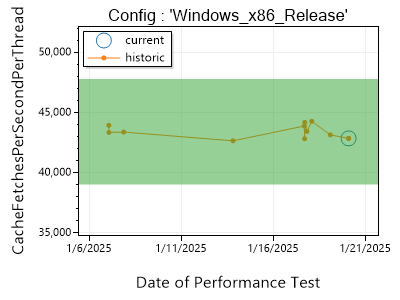 Config : 'Windows_x86_Release'
CacheFetchesPerSecondPerThread
current
historic
50,000
45,000
40,000
35,000
1/6/2025
1/11/2025
1/16/2025
1/21/2025
Date of Performance Test